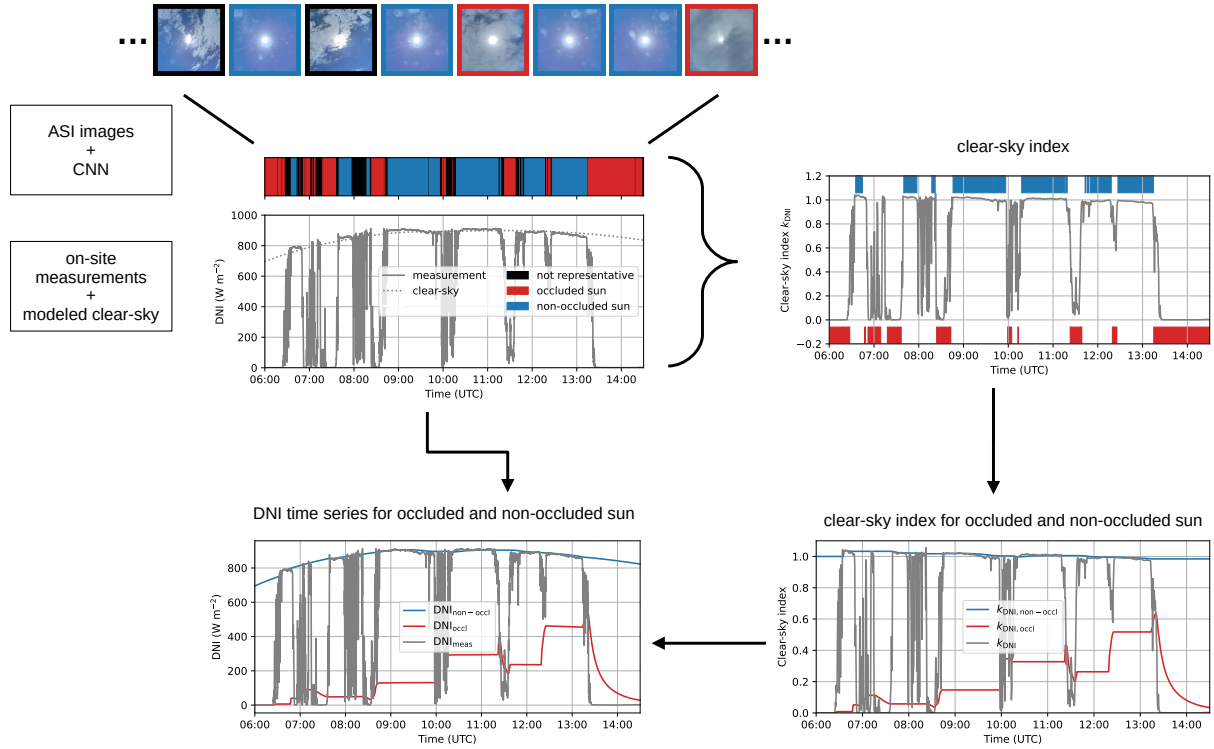 ... ...
ASI images
+
CNN
on-site
measurements
+
modeled clear-sky
1000
800
600
400
200
0
DNI (W m⁻²)
measurement
clear-sky
not representative
occluded sun
non-occluded sun
06:00 07:00 08:00 09:00 10:00 11:00 12:00 13:00 14:00
Time (UTC)
clear-sky index
1.2
1.0
0.8
0.6
0.4
0.2
0.0
−0.2
Clear-sky index k_DNI
06:00 07:00 08:00 09:00 10:00 11:00 12:00 13:00 14:00
Time (UTC)
DNI time series for occluded and non-occluded sun
800
600
400
200
0
DNI (W m⁻²)
DNI_non−occl
DNI_occl
DNI_meas
06:00 07:00 08:00 09:00 10:00 11:00 12:00 13:00 14:00
Time (UTC)
clear-sky index for occluded and non-occluded sun
1.0
0.8
0.6
0.4
0.2
0.0
Clear-sky index
k_DNI, non−occl
k_DNI, occl
k_DNI
06:00 07:00 08:00 09:00 10:00 11:00 12:00 13:00 14:00
Time (UTC)